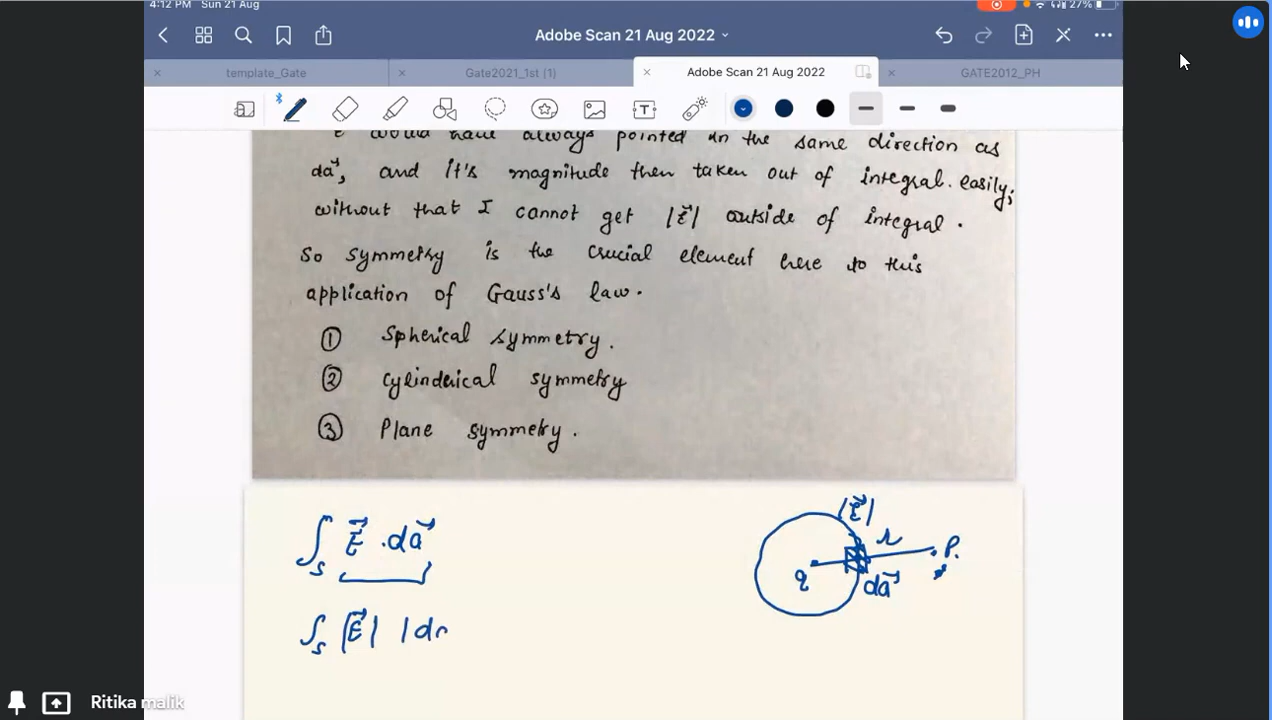 4:12 PM Sun 21 Aug
27%
Adobe Scan 21 Aug 2022
template_Gate
Gate2021_1st (1)
Adobe Scan 21 Aug 2022
GATE2012_PH
E⃗ would have always pointed in the same direction as
da⃗, and it's magnitude then taken out of integral. easily;
without that I cannot get |E⃗| outside of integral.
So symmetry is the crucial element here to this
application of Gauss's law.
① Spherical symmetry.
② cylinderical symmetry
③ Plane symmetry.
∫s E⃗ . da⃗
|E⃗|
r
P.
q
da⃗
∫s |E⃗| |da
Ritika malik